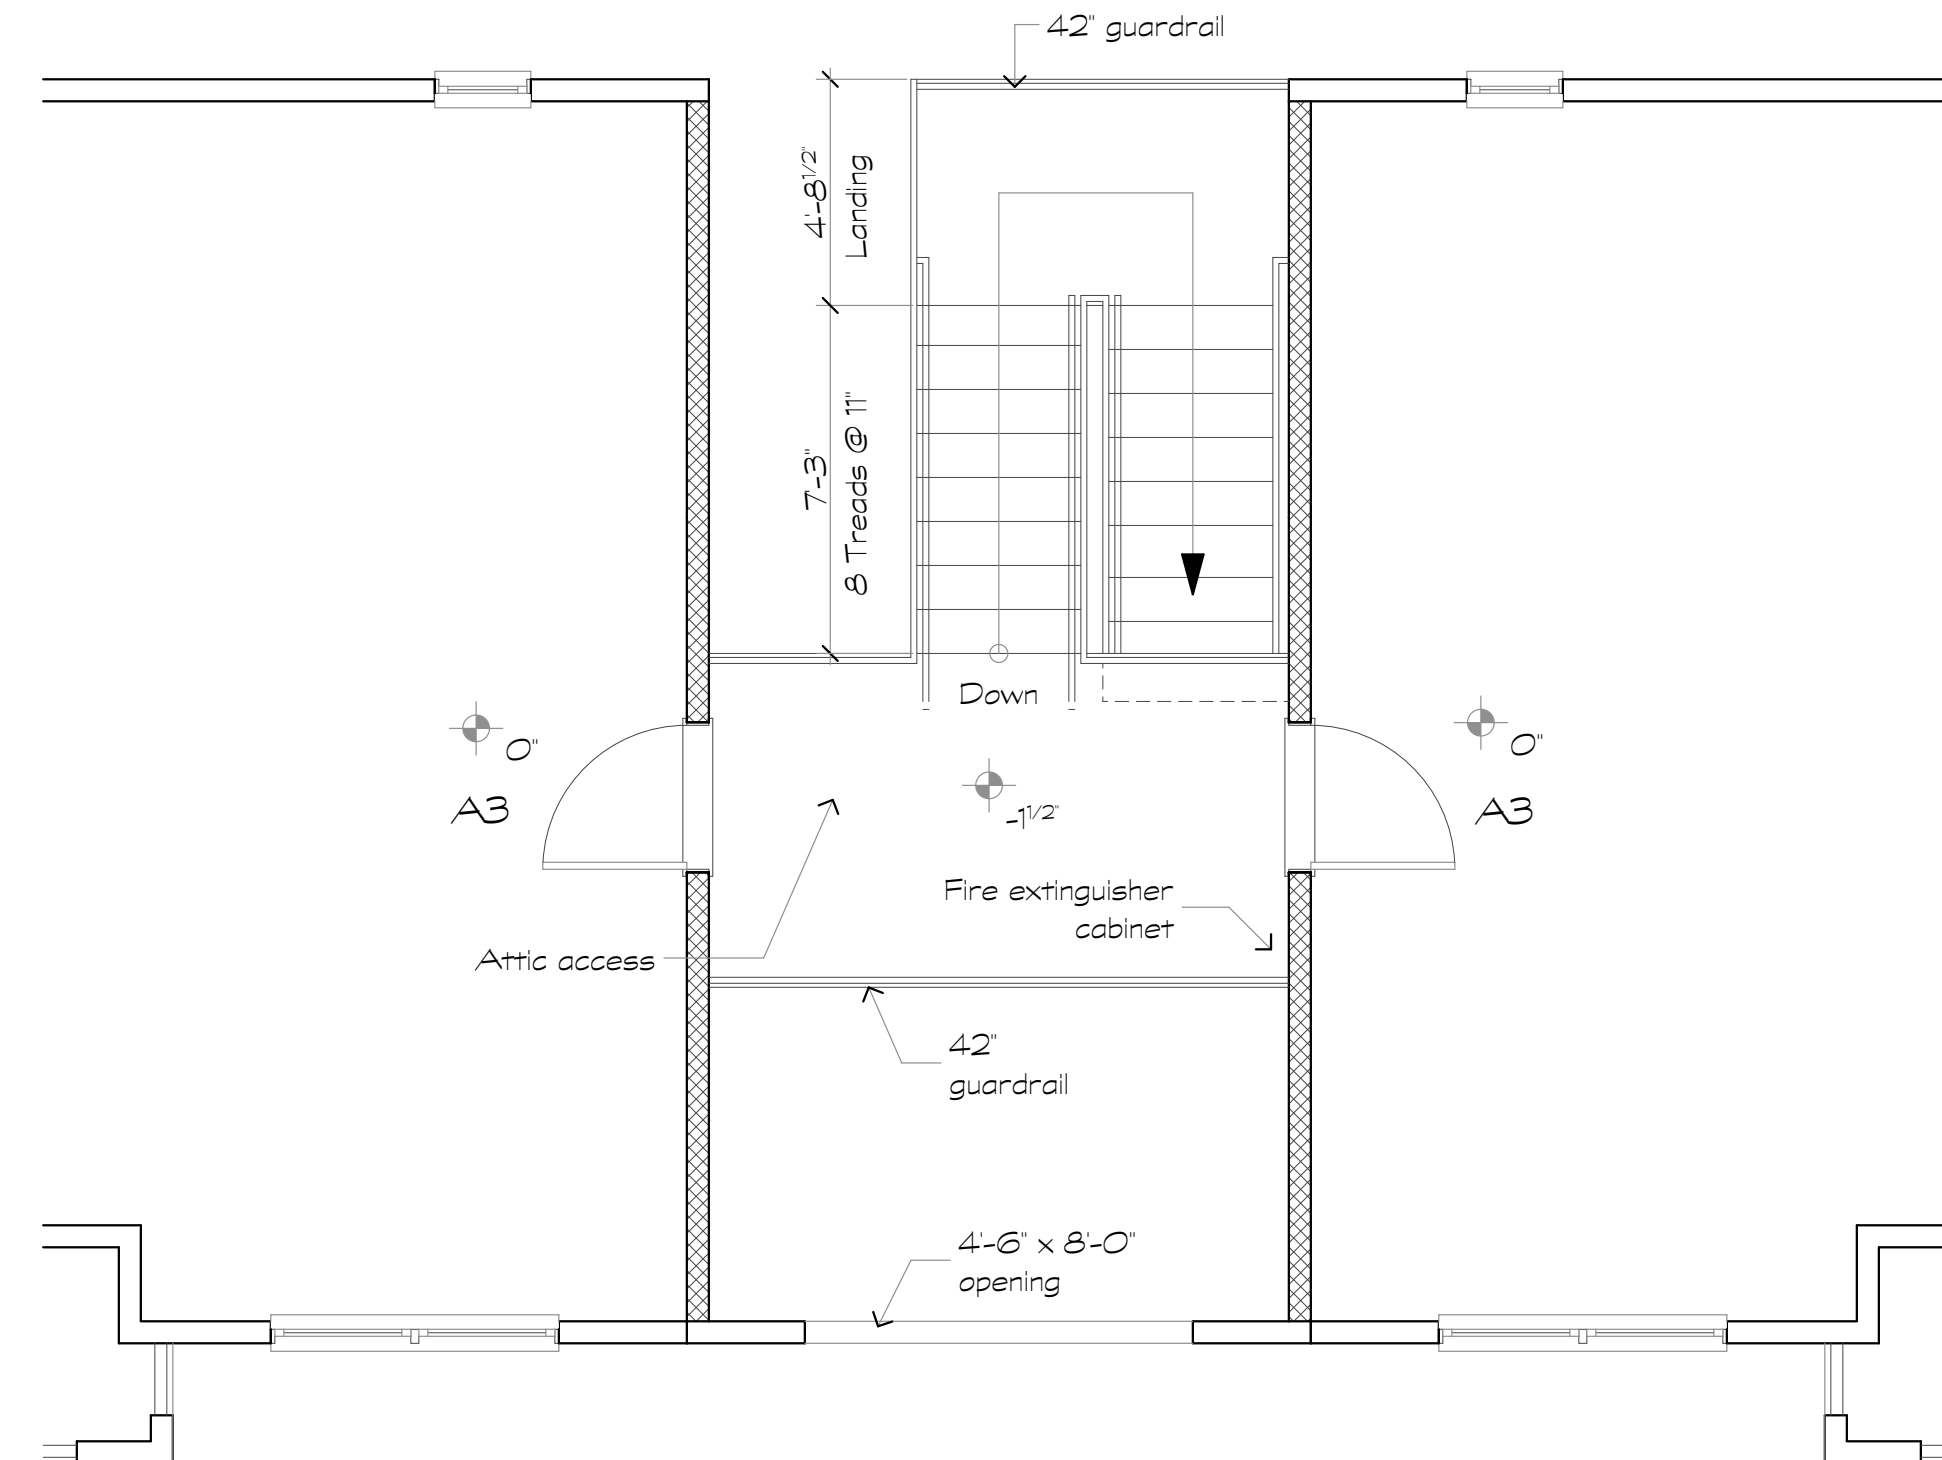 42" guardrail
4'-8 1/2"
Landing
7'-3"
8 Treads @ 11"
Down
0"
A3
0"
A3
-1 1/2"
Fire extinguisher
cabinet
Attic access
42"
guardrail
4'-6" x 8'-0"
opening